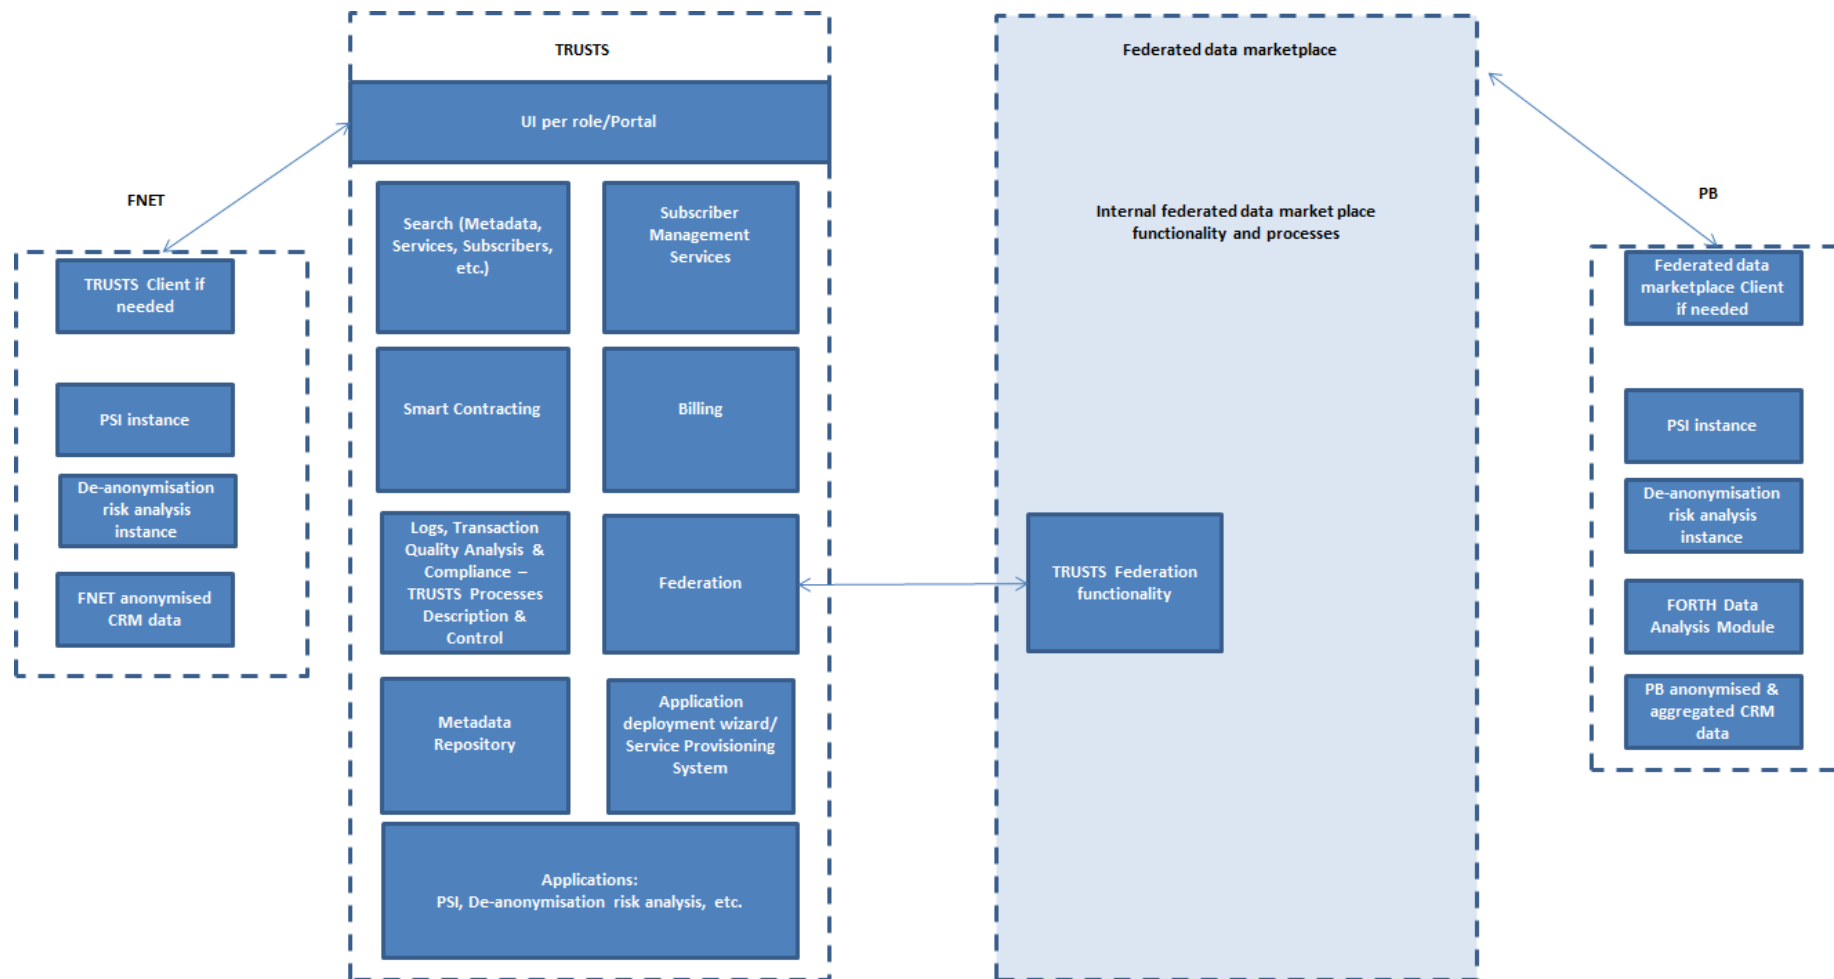 TRUSTS
Federated data marketplace
UI per role/Portal
FNET
PB
Search (Metadata,
Services, Subscribers,
etc.)
Subscriber
Management
Services
Internal federated data market place
functionality and processes
TRUSTS Client if
needed
Federated data
marketplace Client
if needed
Smart Contracting
Billing
PSI instance
PSI instance
De-anonymisation
risk analysis
instance
De-anonymisation
risk analysis
instance
Logs, Transaction
Quality Analysis &
Compliance –
TRUSTS Processes
Description &
Control
Federation
TRUSTS Federation
functionality
FNET anonymised
CRM data
FORTH Data
Analysis Module
Metadada
Repository
Application
deployment wizard/
Service Provisioning
System
PB anonymised &
aggregated CRM
data
Applications:
PSI, De-anonymisation risk analysis, etc.